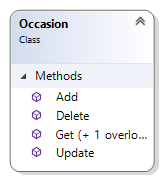 Occasion
Class
Methods
Add
Delete
Get (+ 1 overlo...
Update